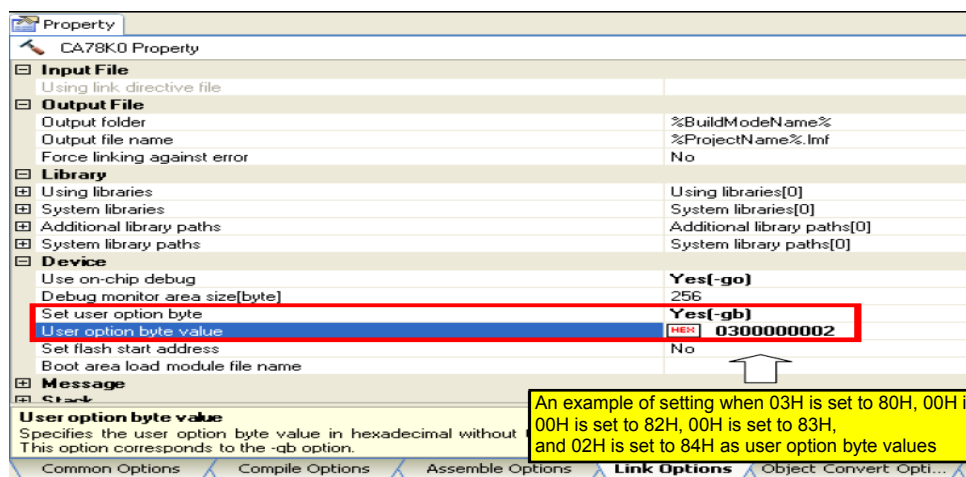 Property
CA78K0 Property
Input File
Using link directive file
Output File
Output folder %BuildModeName%
Output file name %ProjectName%.lmf
Force linking against error No
Library
Using libraries Using libraries[0]
System libraries System libraries[0]
Additional library paths Additional library paths[0]
System library paths System library paths[0]
Device
Use on-chip debug Yes(-go)
Debug monitor area size[byte] 256
Set user option byte Yes(-gb)
User option byte value HEX 0300000002
Set flash start address No
Boot area load module file name
Message
Stack
User option byte value
Specifies the user option byte value in hexadecimal without
This option corresponds to the -gb option.
An example of setting when 03H is set to 80H, 00H i
00H is set to 82H, 00H is set to 83H,
and 02H is set to 84H as user option byte values
Common Options Compile Options Assemble Options Link Options Object Convert Opti...